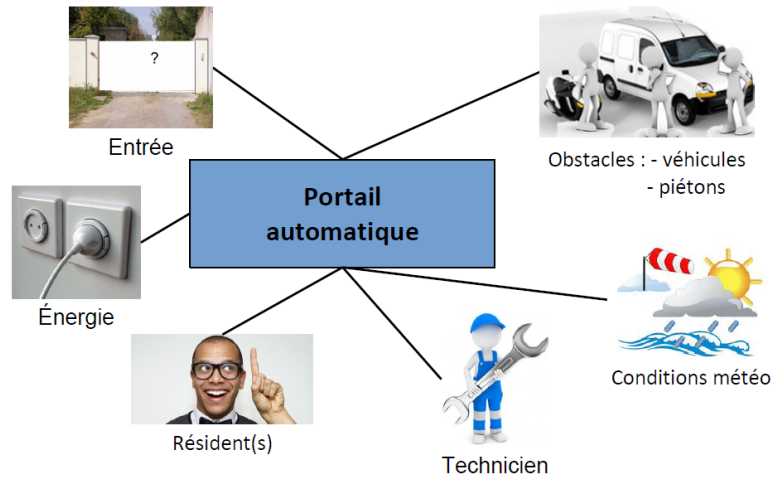 ?
Entrée
Obstacles : - véhicules
- piétons
Portail
automatique
Énergie
Conditions météo
Résident(s)
Technicien